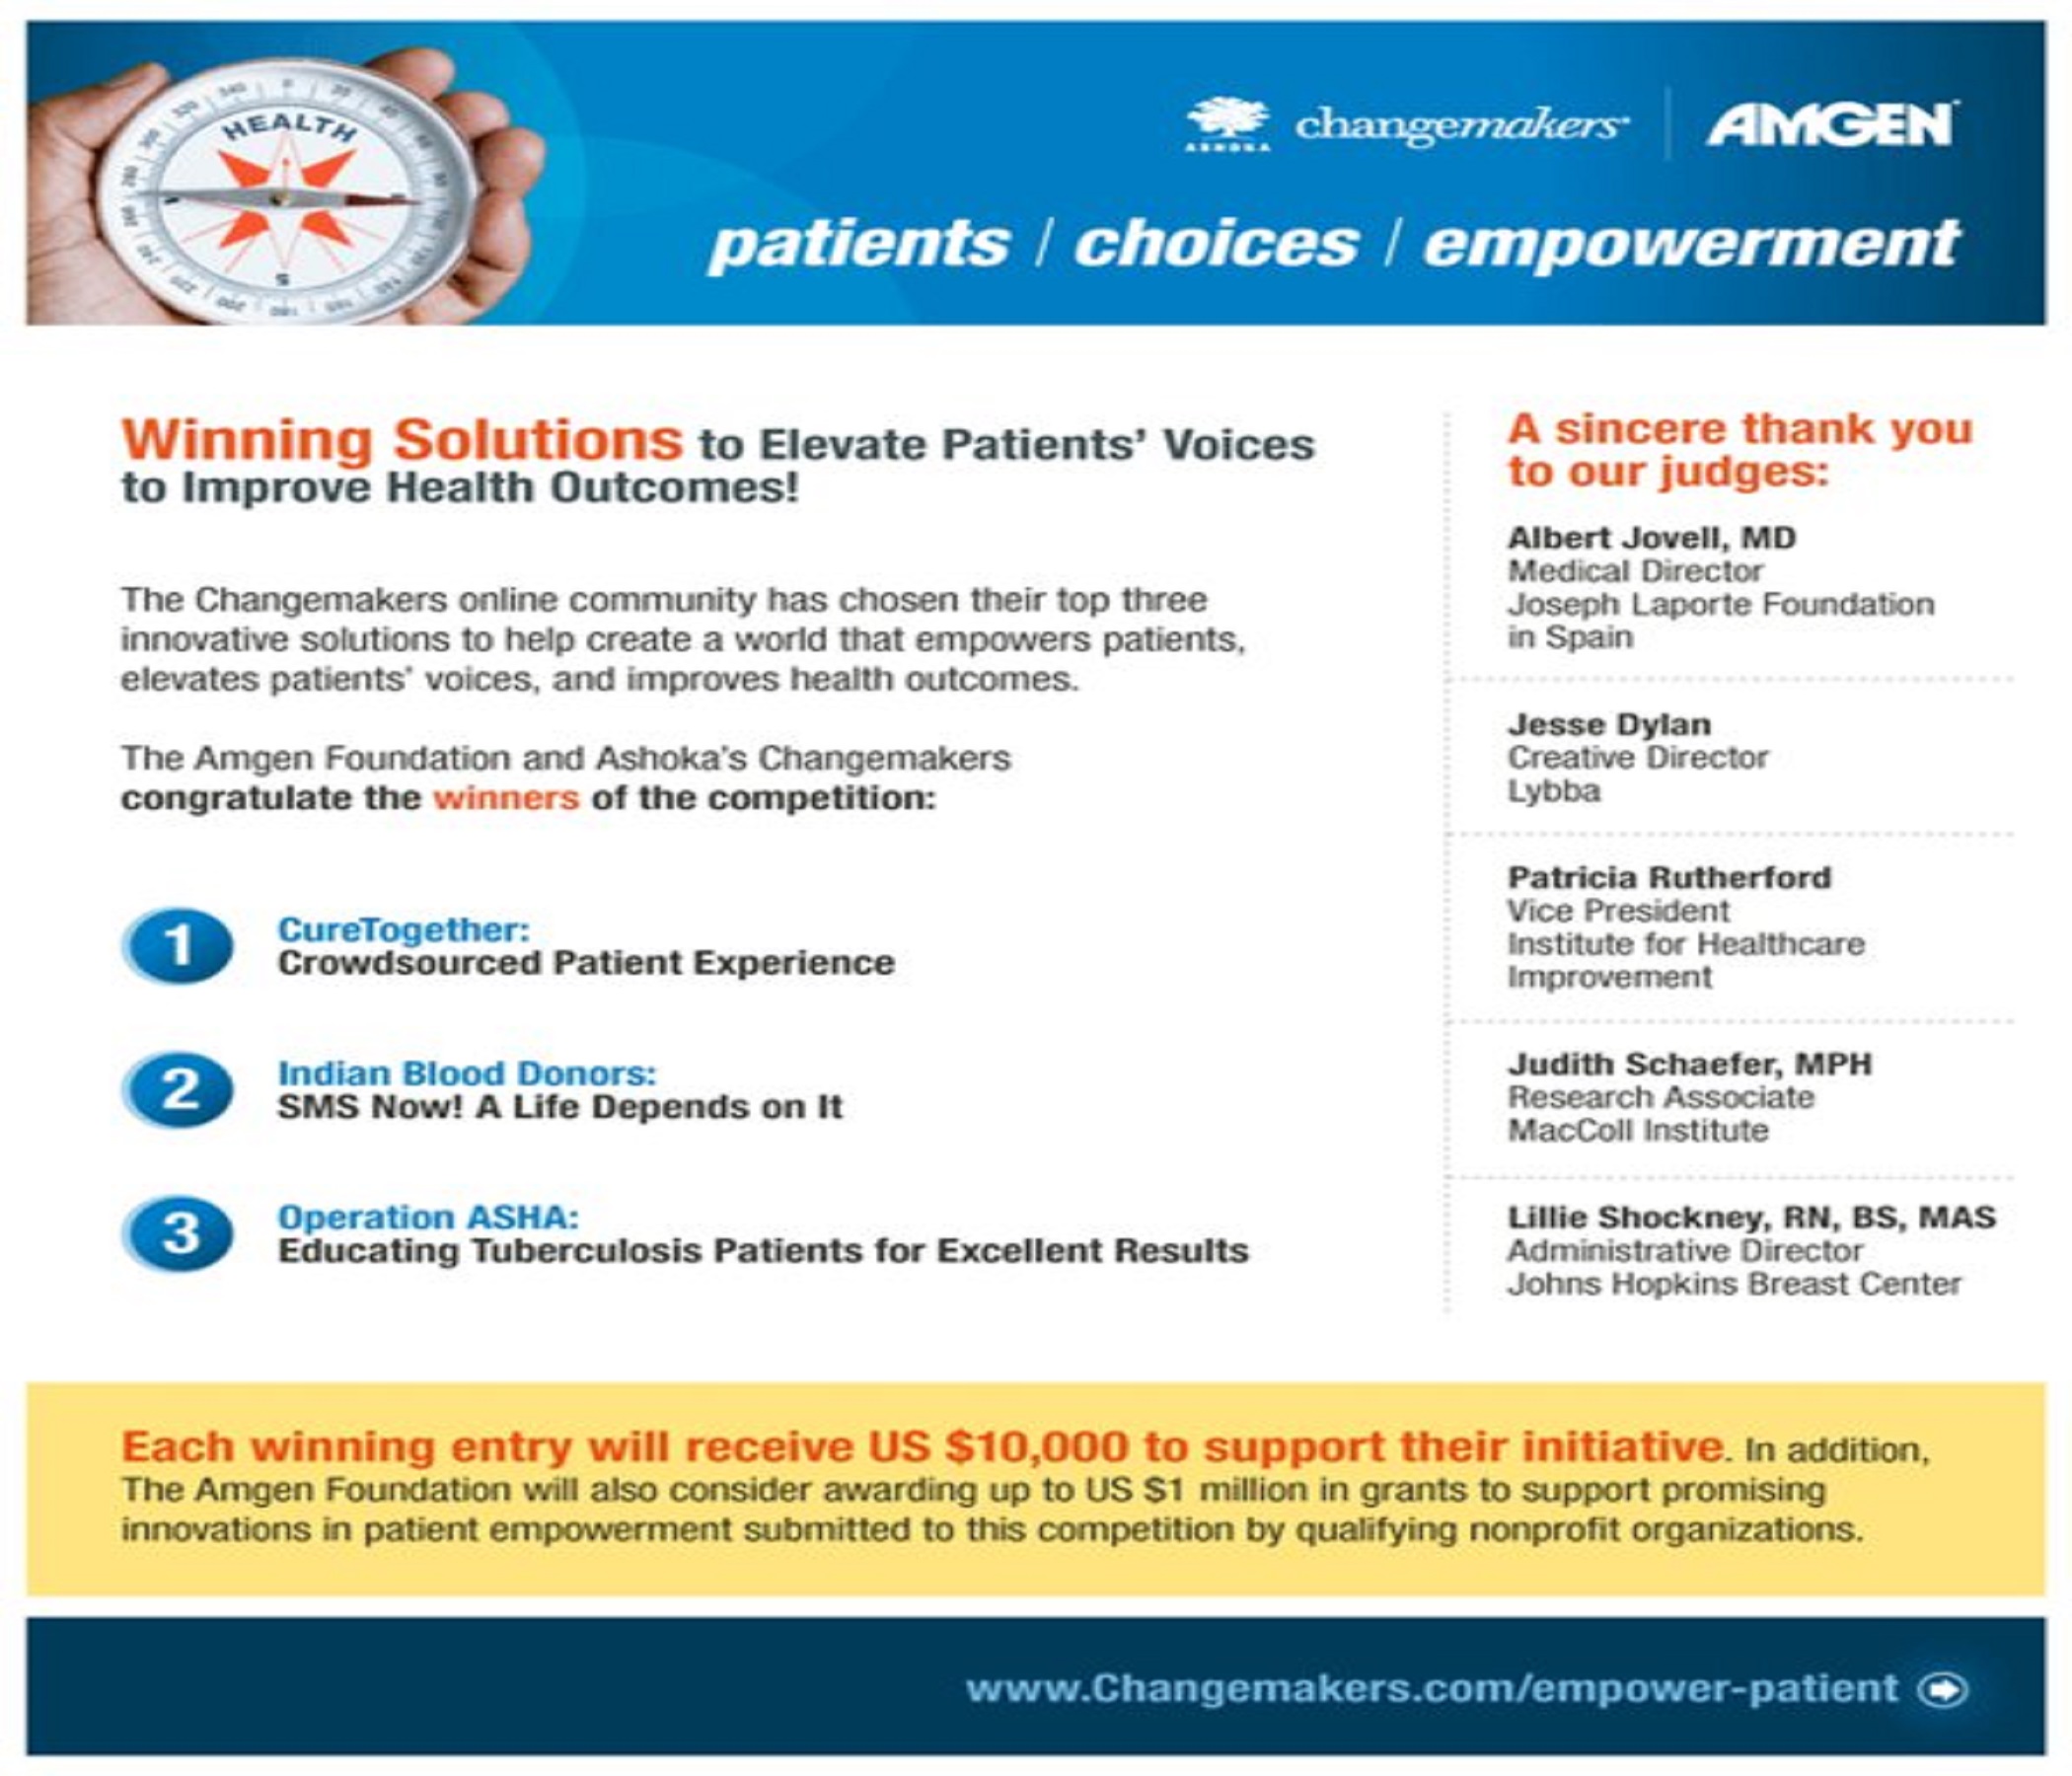 HEALTH
S
ASHOKA
changemakers
AMGEN
patients / choices / empowerment
Winning Solutions to Elevate Patients' Voices
to Improve Health Outcomes!
The Changemakers online community has chosen their top three
innovative solutions to help create a world that empowers patients,
elevates patients' voices, and improves health outcomes.
The Amgen Foundation and Ashoka's Changemakers
congratulate the winners of the competition:
1
CureTogether:
Crowdsourced Patient Experience
2
Indian Blood Donors:
SMS Now! A Life Depends on It
3
Operation ASHA:
Educating Tuberculosis Patients for Excellent Results
A sincere thank you
to our judges:
Albert Jovell, MD
Medical Director
Joseph Laporte Foundation
in Spain
Jesse Dylan
Creative Director
Lybba
Patricia Rutherford
Vice President
Institute for Healthcare
Improvement
Judith Schaefer, MPH
Research Associate
MacColl Institute
Lillie Shockney, RN, BS, MAS
Administrative Director
Johns Hopkins Breast Center
Each winning entry will receive US $10,000 to support their initiative. In addition,
The Amgen Foundation will also consider awarding up to US $1 million in grants to support promising
innovations in patient empowerment submitted to this competition by qualifying nonprofit organizations.
www.Changemakers.com/empower-patient